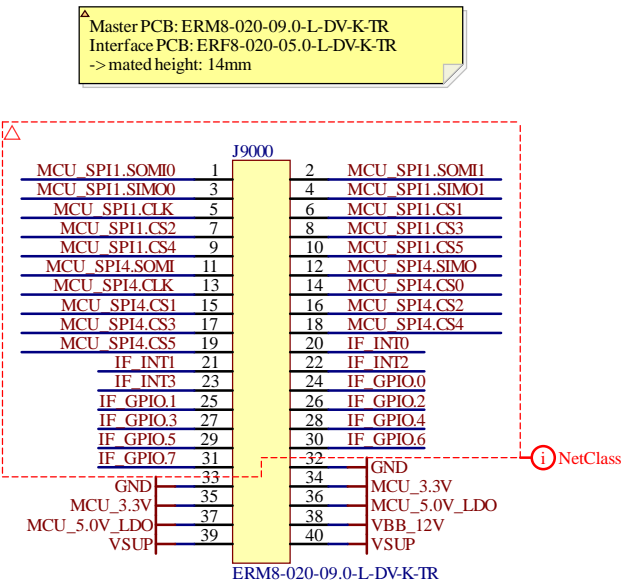 Master PCB: ERM8-020-09.0-L-DV-K-TR
Interface PCB: ERF8-020-05.0-L-DV-K-TR
-> mated height: 14mm
J9000
MCU_SPI1.SOMI0 1 2 MCU_SPI1.SOMI1
MCU_SPI1.SIMO0 3 4 MCU_SPI1.SIMO1
MCU_SPI1.CLK 5 6 MCU_SPI1.CS1
MCU_SPI1.CS2 7 8 MCU_SPI1.CS3
MCU_SPI1.CS4 9 10 MCU_SPI1.CS5
MCU_SPI4.SOMI 11 12 MCU_SPI4.SIMO
MCU_SPI4.CLK 13 14 MCU_SPI4.CS0
MCU_SPI4.CS1 15 16 MCU_SPI4.CS2
MCU_SPI4.CS3 17 18 MCU_SPI4.CS4
MCU_SPI4.CS5 19 20 IF_INT0
IF_INT1 21 22 IF_INT2
IF_INT3 23 24 IF_GPIO.0
IF_GPIO.1 25 26 IF_GPIO.2
IF_GPIO.3 27 28 IF_GPIO.4
IF_GPIO.5 29 30 IF_GPIO.6
IF_GPIO.7 31 32 GND
i NetClass
GND 33 34 MCU_3.3V
MCU_3.3V 35 36 MCU_5.0V_LDO
MCU_5.0V_LDO 37 38 VBB_12V
VSUP 39 40 VSUP
ERM8-020-09.0-L-DV-K-TR